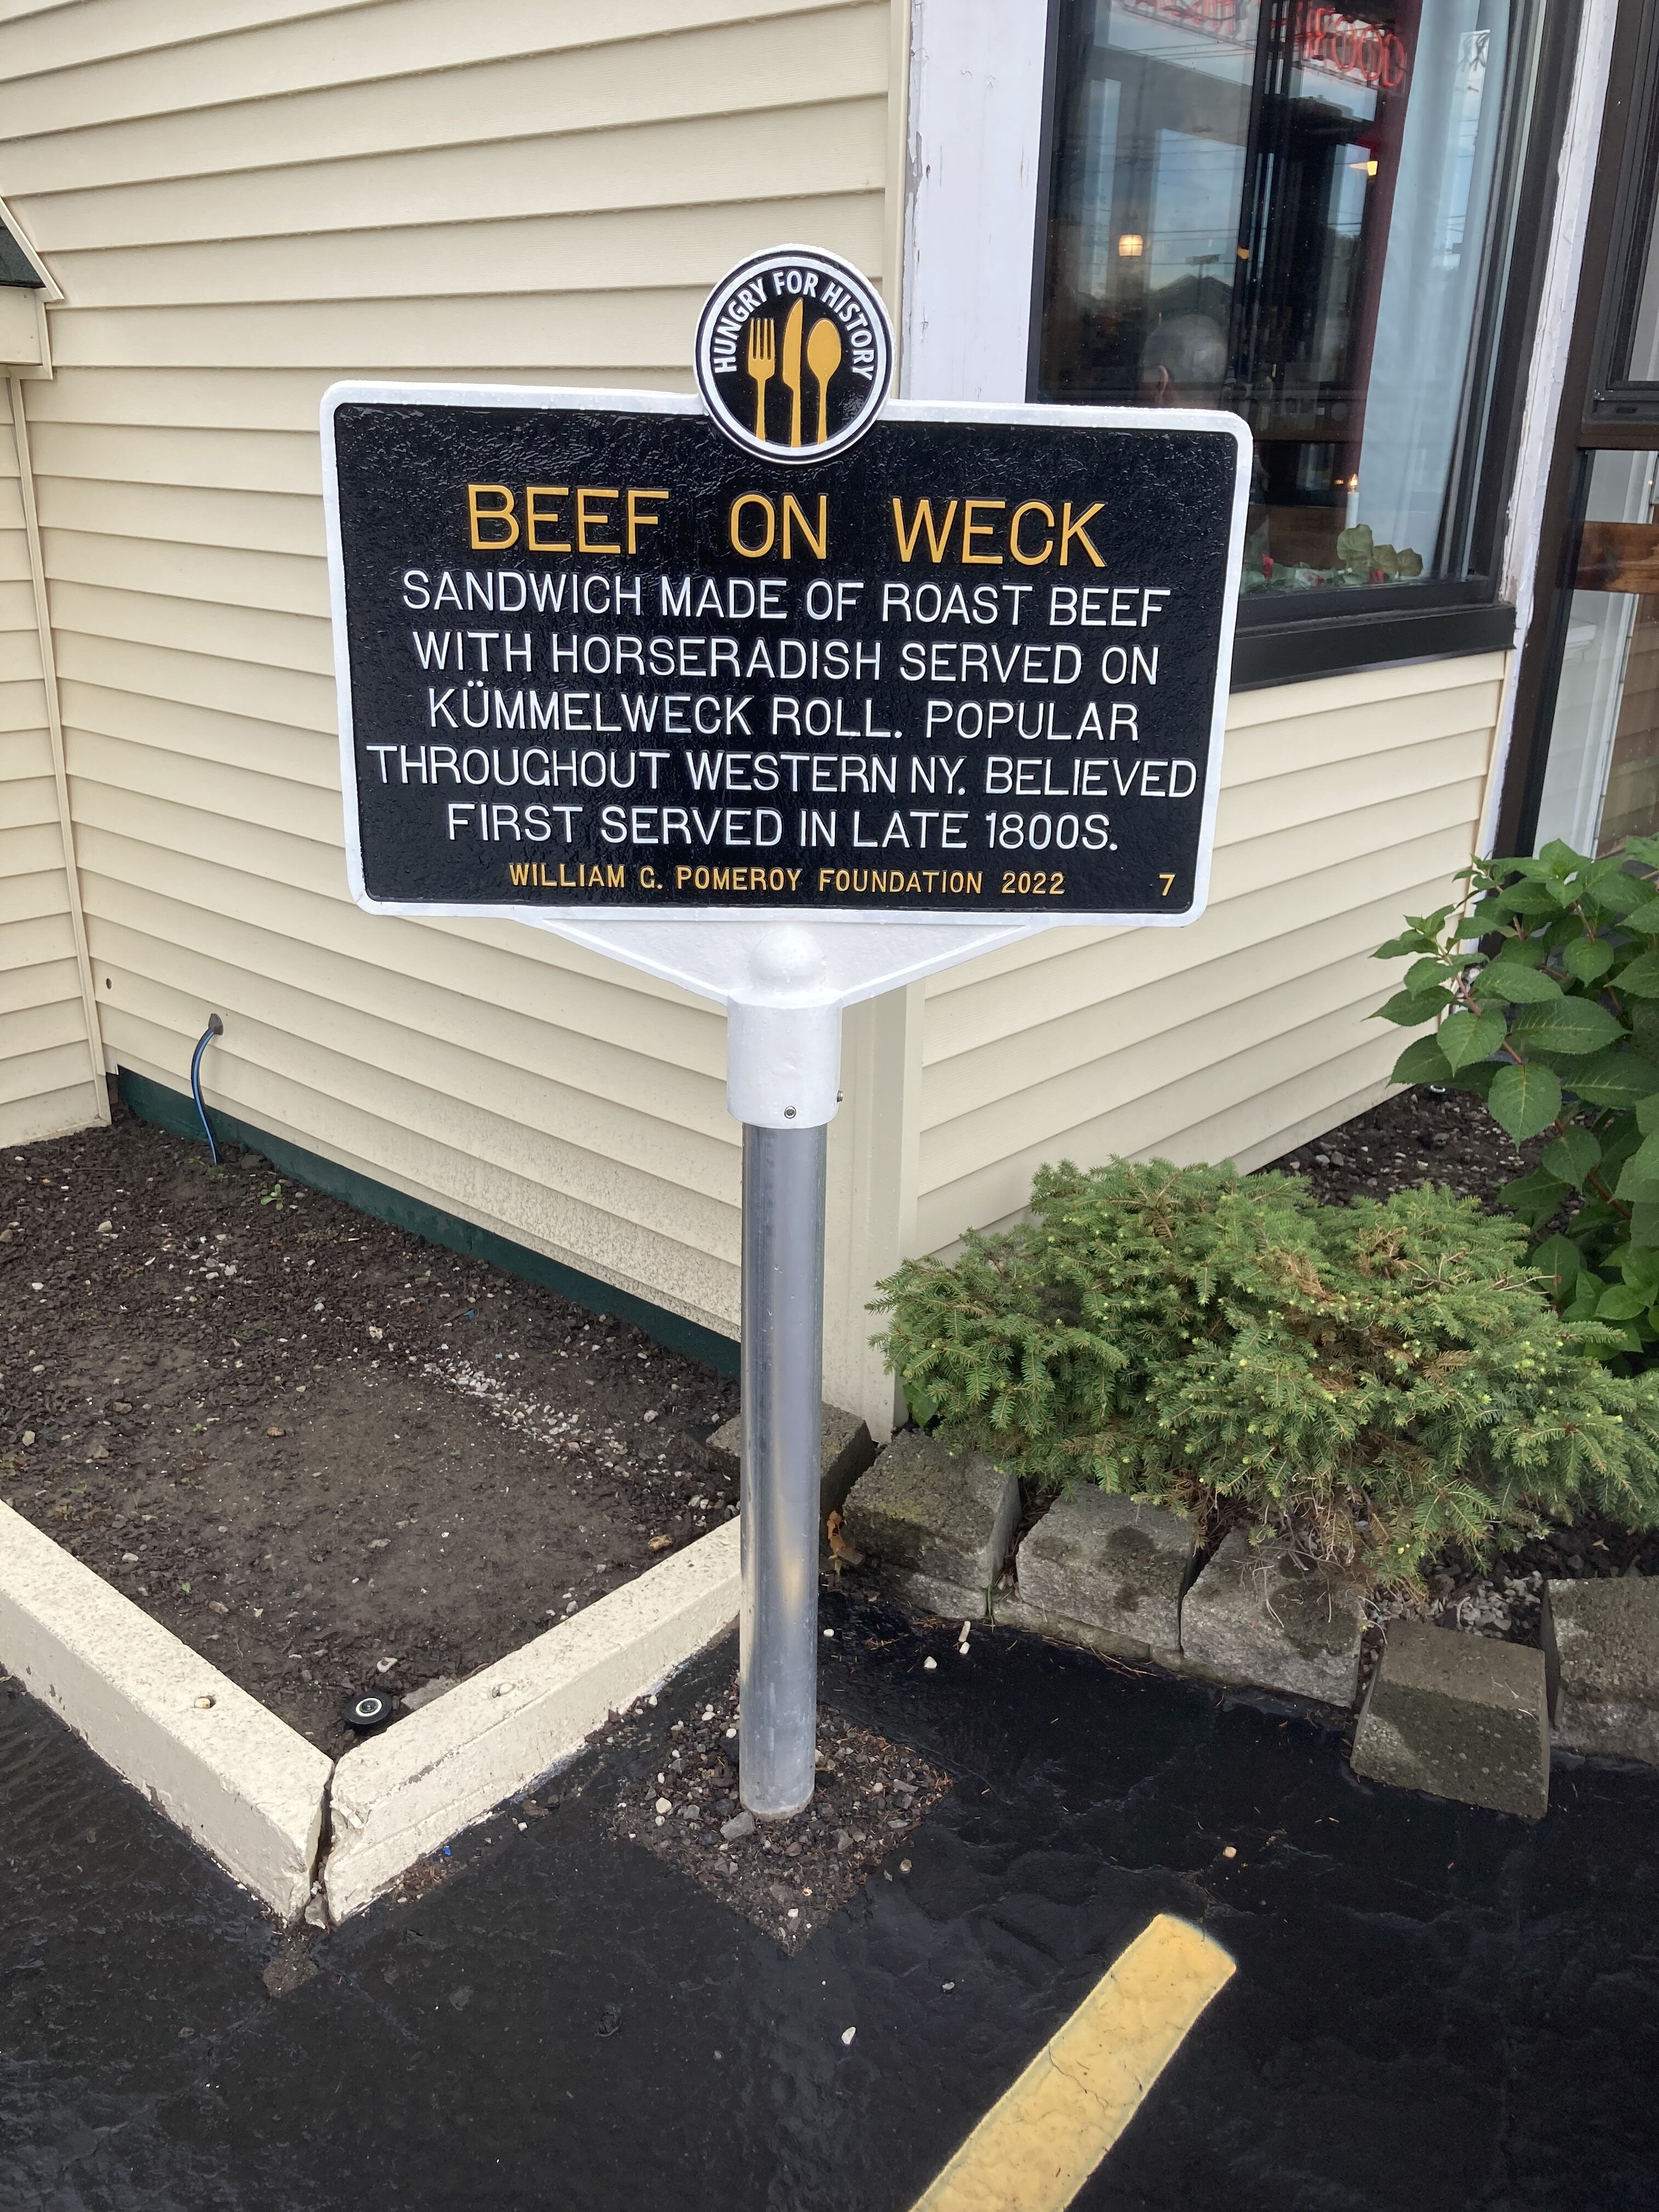 HUNGRY FOR HISTORY
BEEF ON WECK
SANDWICH MADE OF ROAST BEEF
WITH HORSERADISH SERVED ON
KÜMMELWECK ROLL. POPULAR
THROUGHOUT WESTERN NY. BELIEVED
FIRST SERVED IN LATE 1800S.
WILLIAM G. POMEROY FOUNDATION 2022 7